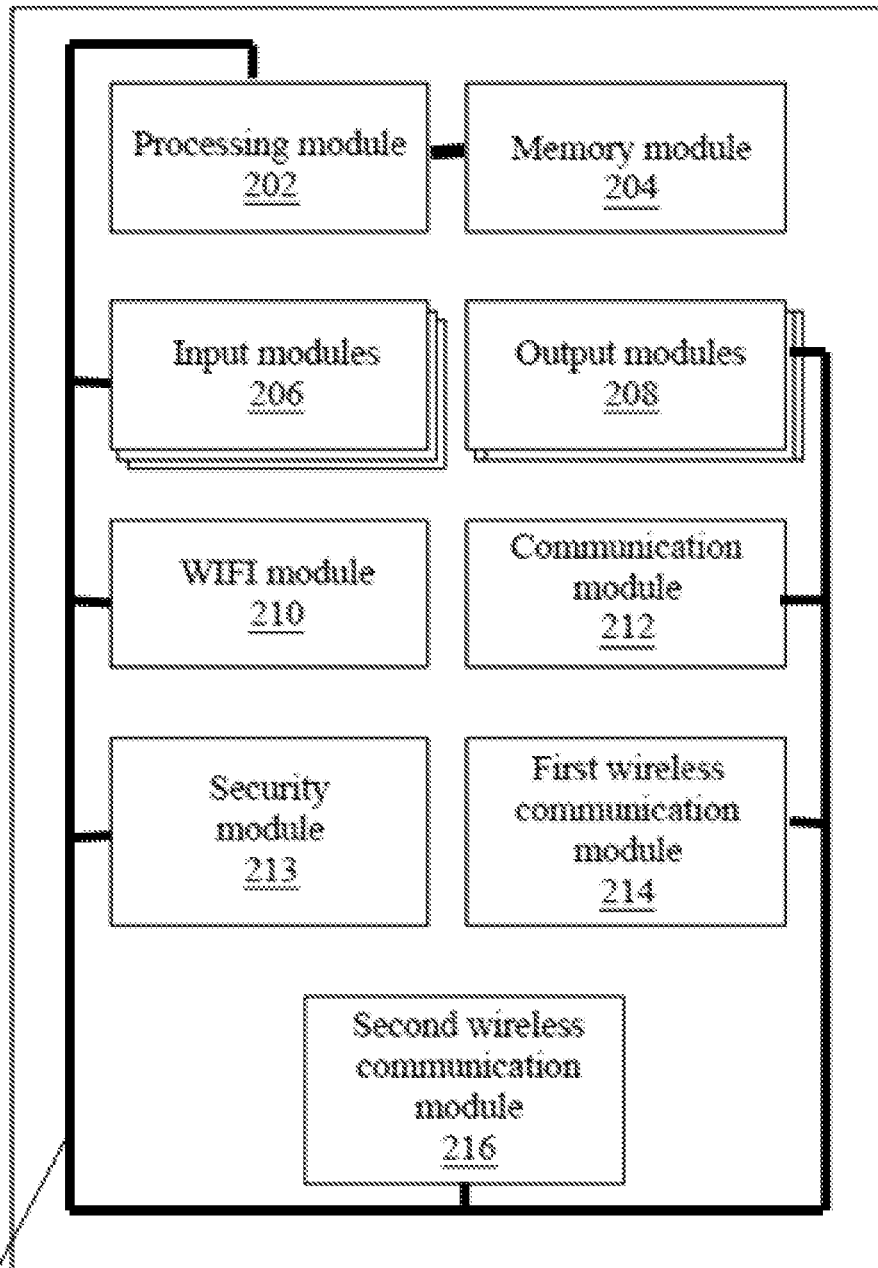 Processing module
202
Memory module
204
Input modules
206
Output modules
208
WIFI module
210
Communication
module
212
Security
module
213
First wireless
communication
module
214
Second wireless
communication
module
216